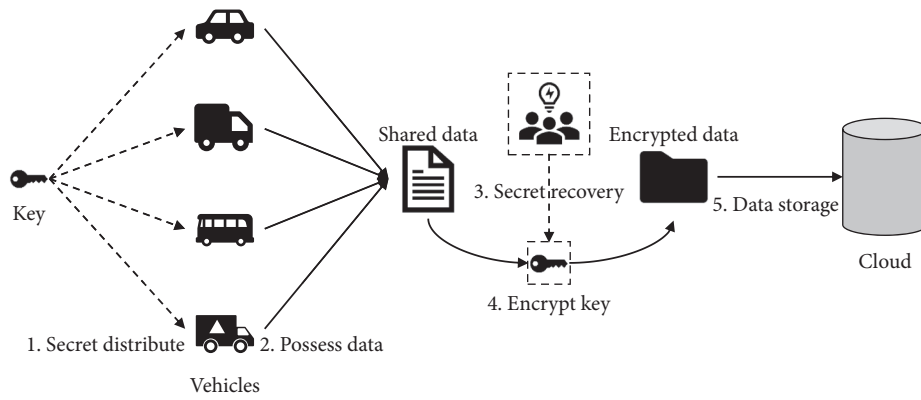 Key
1. Secret distribute
Vehicles
2. Possess data
Shared data
3. Secret recovery
4. Encrypt key
Encrypted data
5. Data storage
Cloud